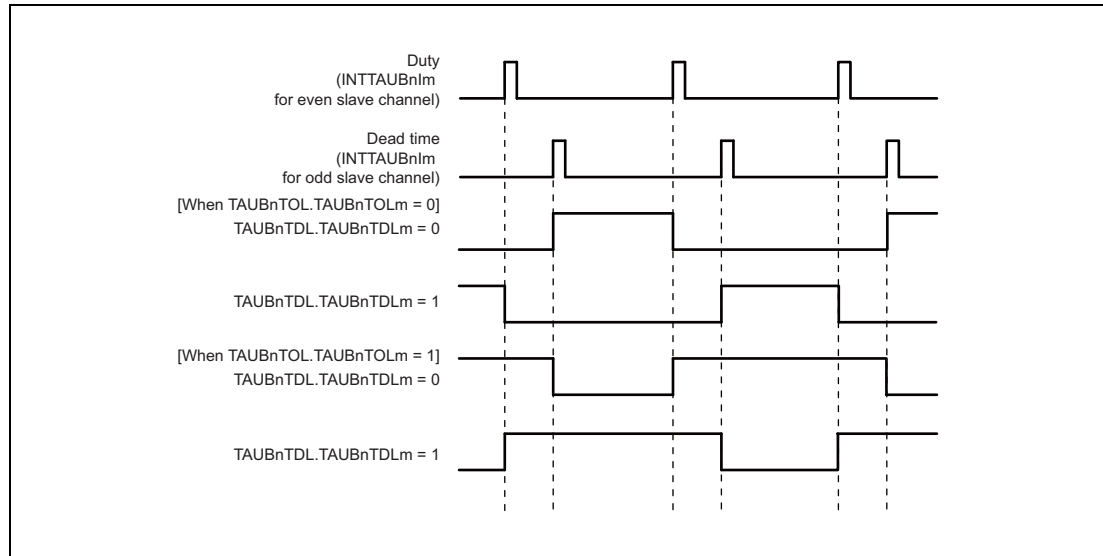 Duty
(INTTAUBnIm
for even slave channel)
Dead time
(INTTAUBnIm
for odd slave channel)
[When TAUBnTOL.TAUBnTOLm = 0]
TAUBnTDL.TAUBnTDLm = 0
TAUBnTDL.TAUBnTDLm = 1
[When TAUBnTOL.TAUBnTOLm = 1]
TAUBnTDL.TAUBnTDLm = 0
TAUBnTDL.TAUBnTDLm = 1